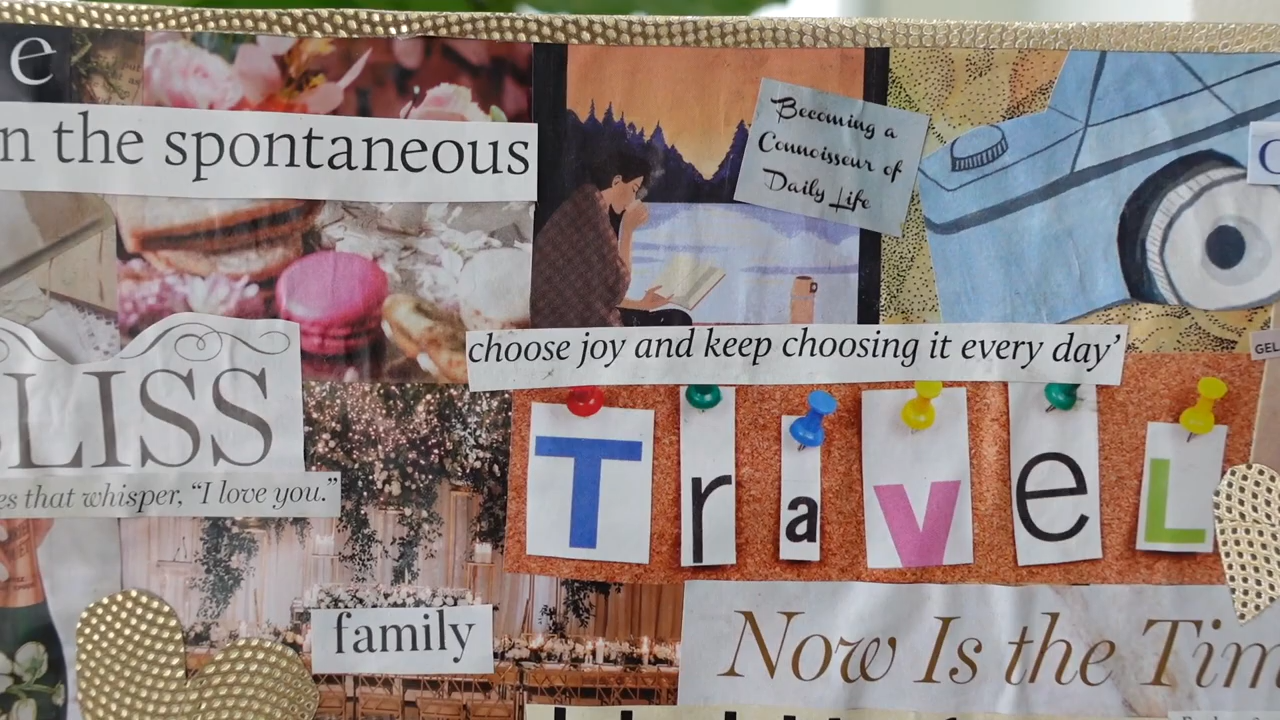 e
n the spontaneous
Becoming a
Connoisseur of
Daily Life
choose joy and keep choosing it every day’
LISS
es that whisper, “I love you.”
Travel
GEL
family
Now Is the Tim